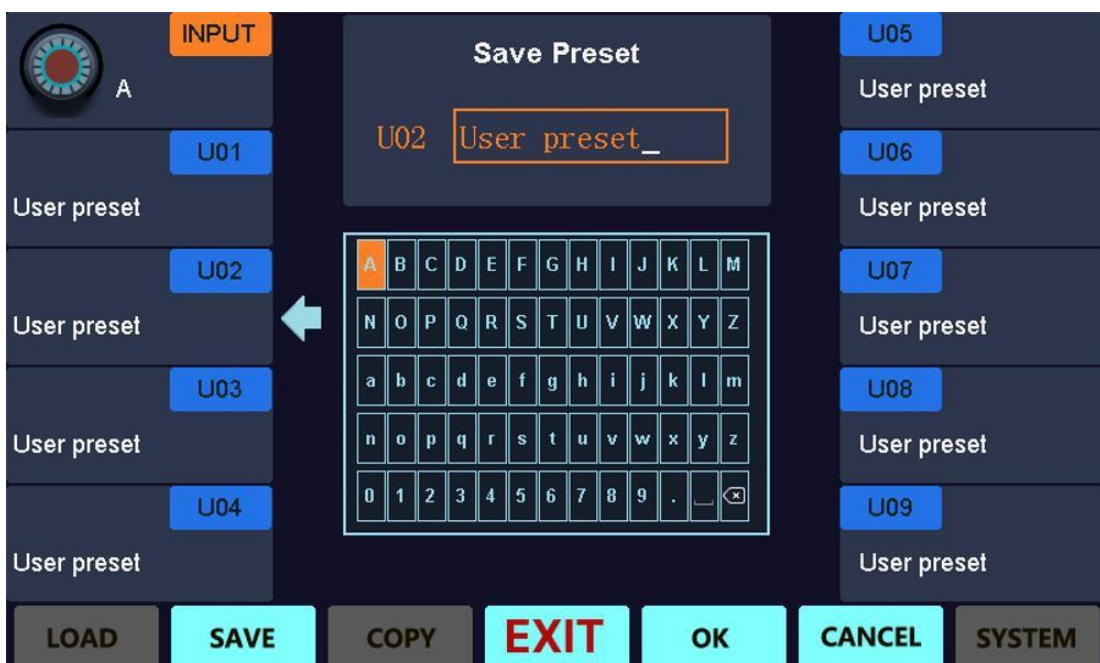 INPUT
A
U01
User preset
U02
User preset
U03
User preset
U04
User preset
Save Preset
U02 User preset_
A B C D E F G H I J K L M
N O P Q R S T U V W X Y Z
a b c d e f g h i j k l m
n o p q r s t u v w x y z
0 1 2 3 4 5 6 7 8 9 .
U05
User preset
U06
User preset
U07
User preset
U08
User preset
U09
User preset
LOAD SAVE COPY EXIT OK CANCEL SYSTEM